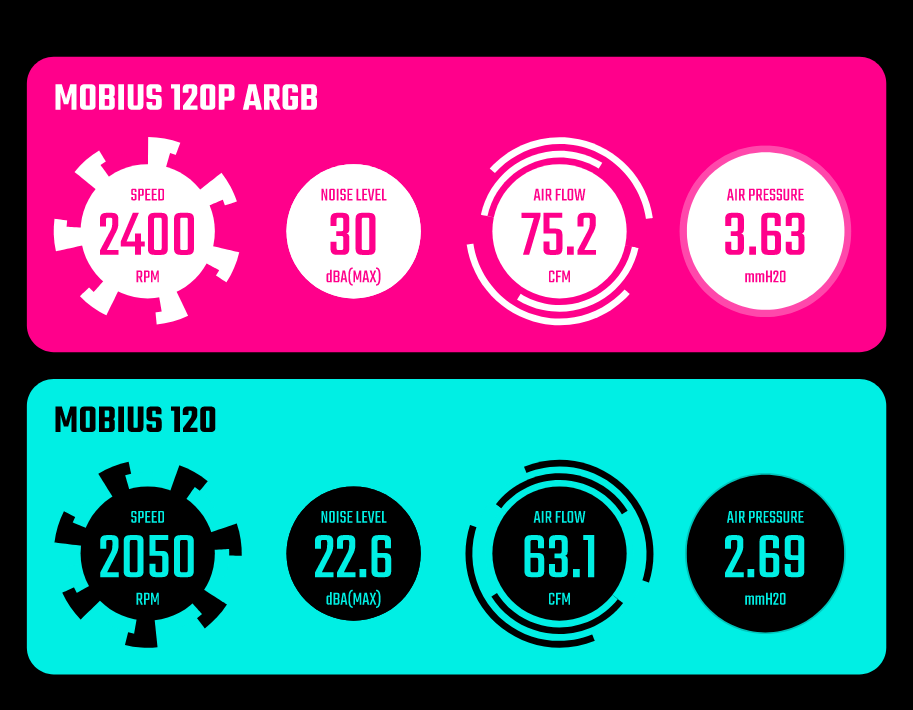 MOBIUS 120P ARGB
SPEED
2400
RPM
NOISE LEVEL
30
dBA(MAX)
AIR FLOW
75.2
CFM
AIR PRESSURE
3.63
mmH2O
MOBIUS 120
SPEED
2050
RPM
NOISE LEVEL
22.6
dBA(MAX)
AIR FLOW
63.1
CFM
AIR PRESSURE
2.69
mmH2O